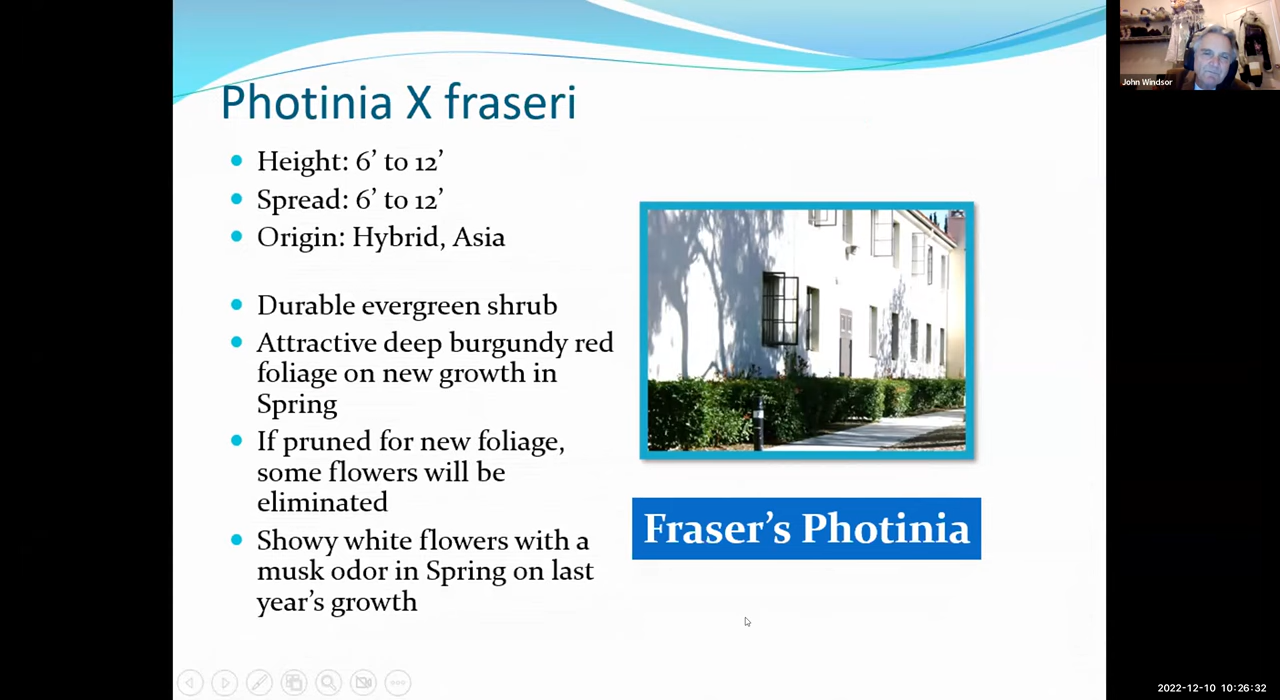 Photinia X fraseri
Height: 6’ to 12’
Spread: 6’ to 12’
Origin: Hybrid, Asia
Durable evergreen shrub
Attractive deep burgundy red
foliage on new growth in
Spring
If pruned for new foliage,
some flowers will be
eliminated
Showy white flowers with a
musk odor in Spring on last
year’s growth
Fraser’s Photinia
John Windsor
2022-12-10 10:26:32